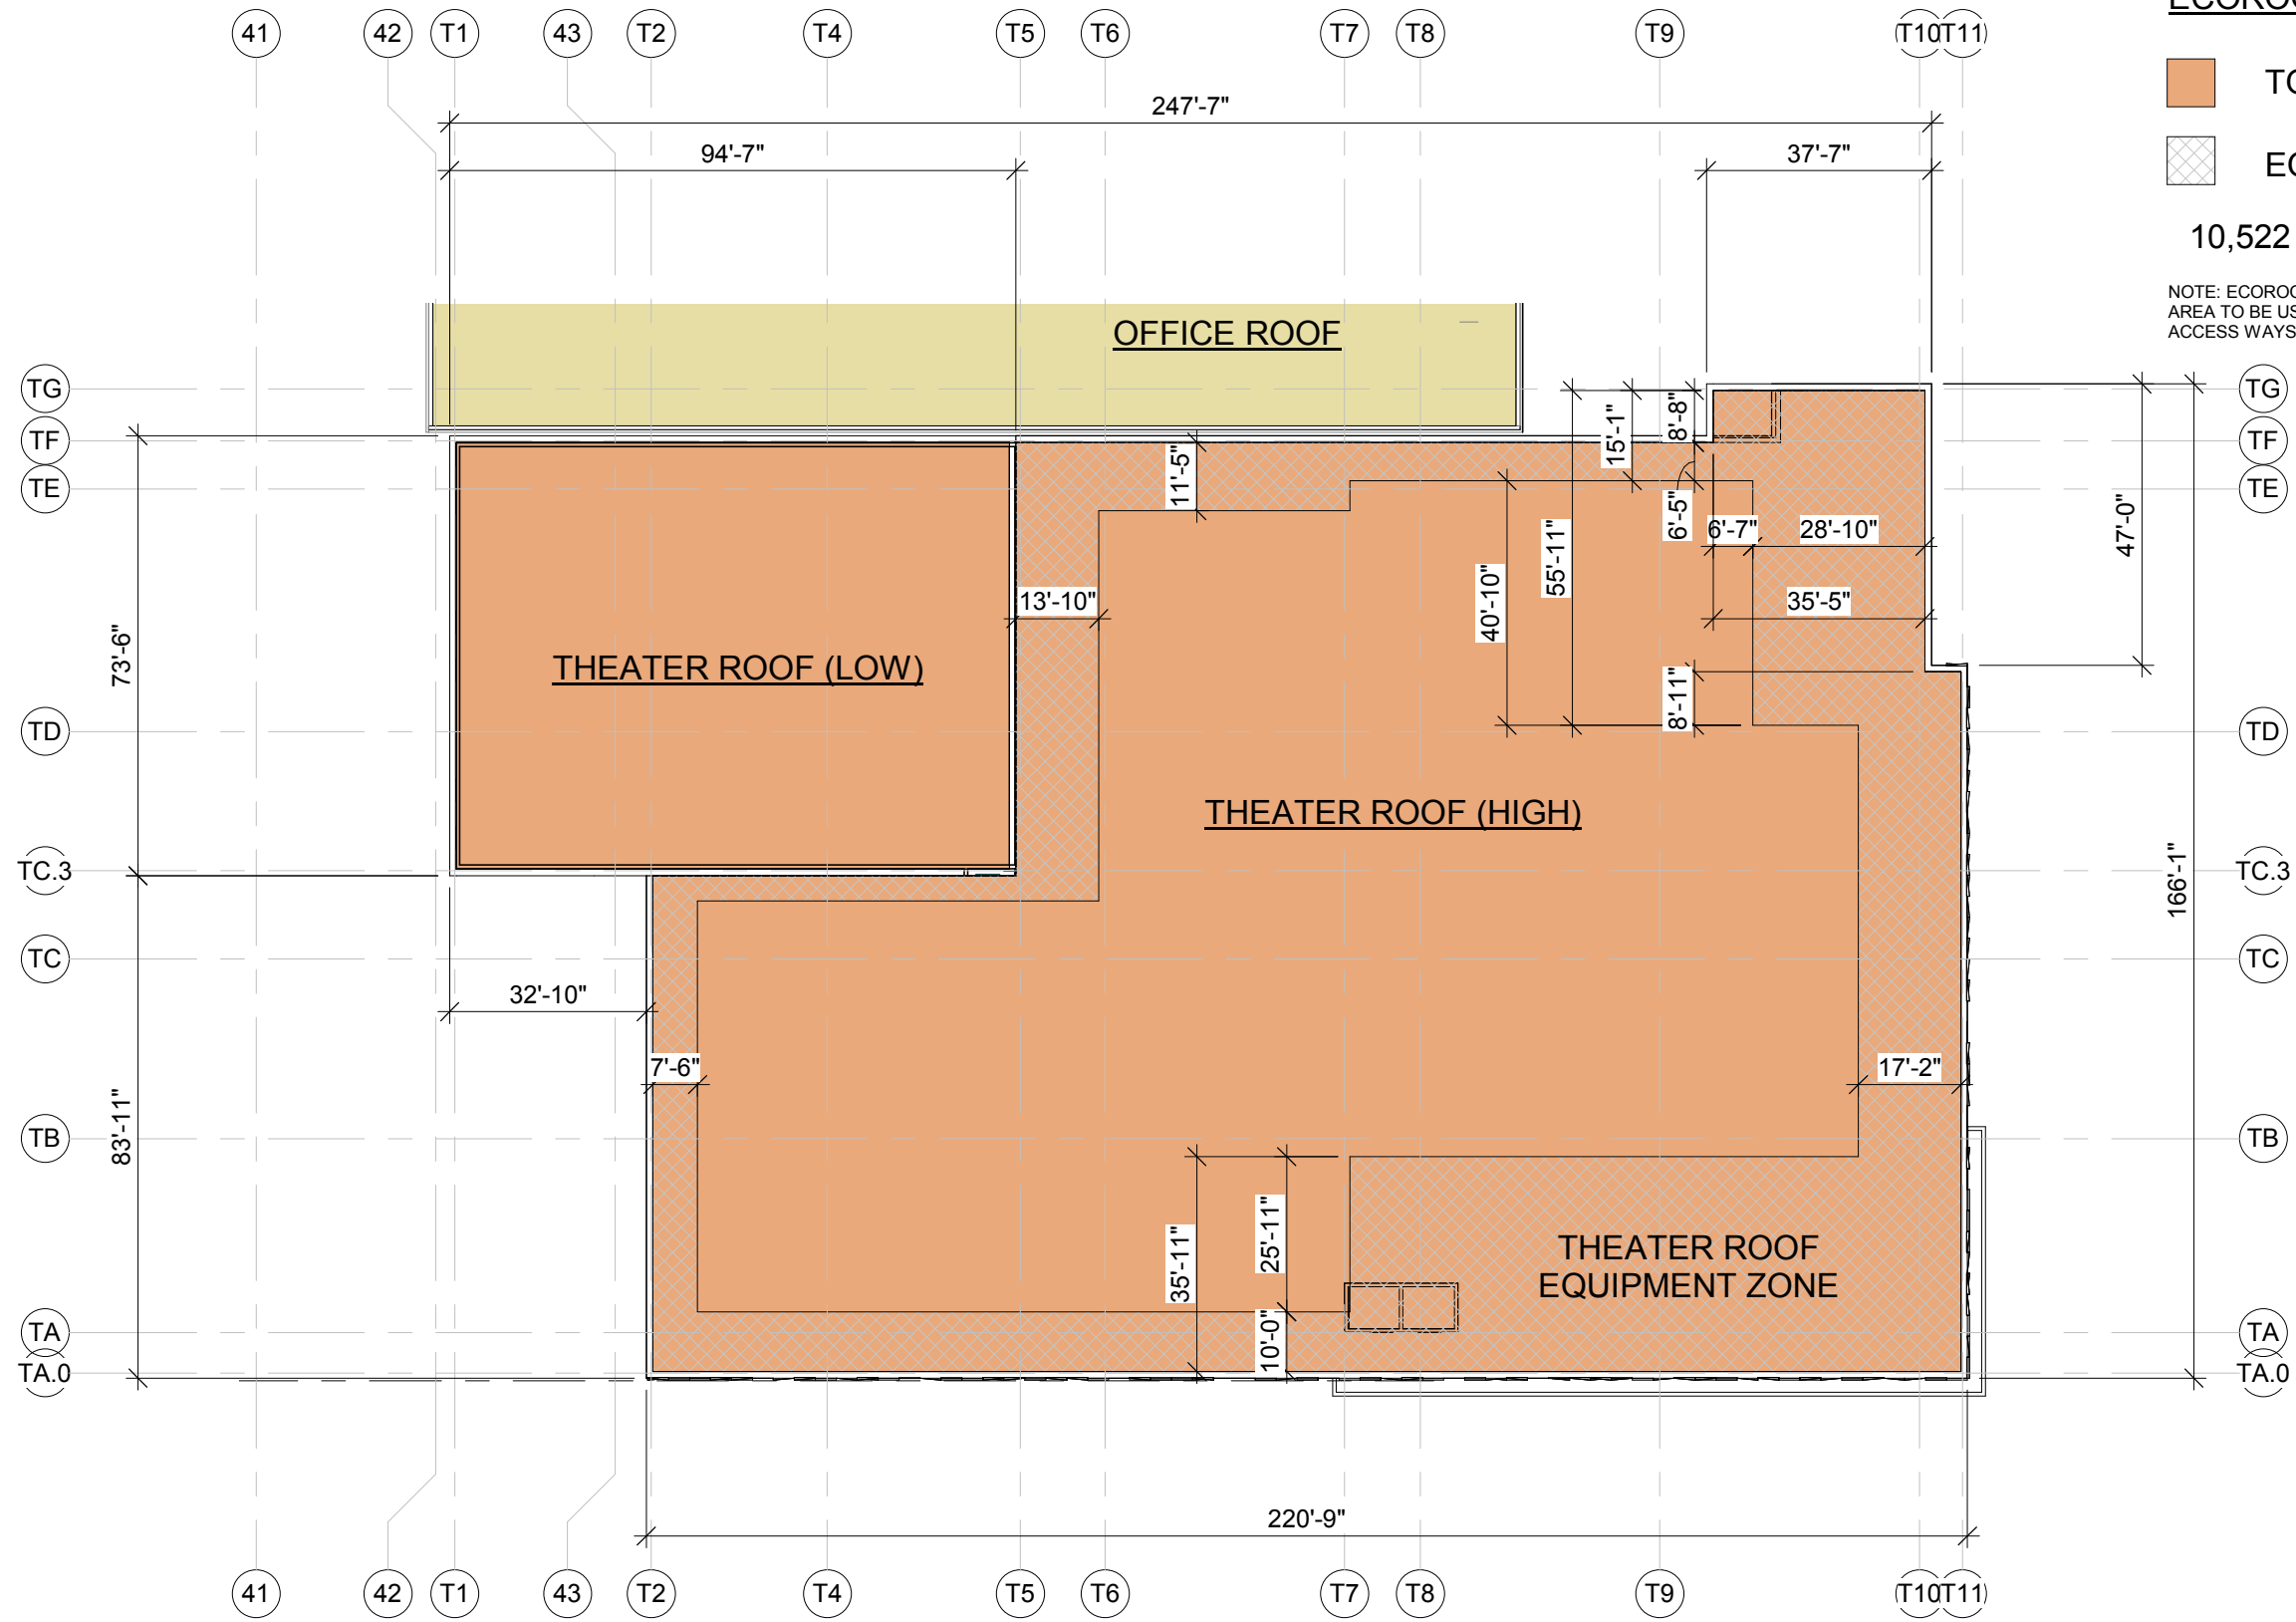 41 42 T1 43 T2 T4 T5 T6 T7 T8 T9 T10 T11
247'-7"
94'-7"
37'-7"
10,522
NOTE:
AREA TO BE
ACCESS WAYS
OFFICE ROOF
TG
TF
TE
TD
TC.3
TC
TB
TA
TA.0
TG
TF
TE
TD
TC.3
TC
TB
TA
TA.0
73'-6"
83'-11"
THEATER ROOF (LOW)
32'-10"
7'-6"
11'-5"
13'-10"
15'-1"
8'-8"
6'-5"
55'-11"
40'-10"
6'-7"
28'-10"
35'-5"
8'-11"
47'-0"
166'-1"
THEATER ROOF (HIGH)
17'-2"
35'-11"
25'-11"
10'-0"
THEATER ROOF
EQUIPMENT ZONE
220'-9"
41 42 T1 43 T2 T4 T5 T6 T7 T8 T9 T10 T11